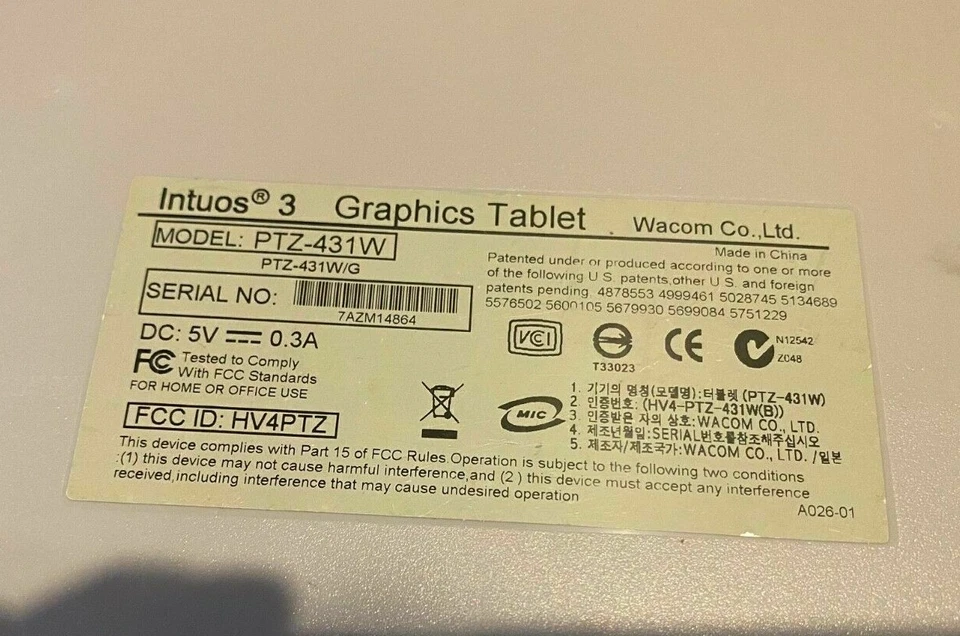 Intuos® 3 Graphics Tablet Wacom Co.,Ltd.
MODEL: PTZ-431W
PTZ-431W/G
Made in China
SERIAL NO:
7AZM14864
Patented under or produced according to one or more
of the following U S. patents,other U S. and foreign
patents pending. 4878553 4999461 5028745 5134689
5576502 5600105 5679930 5699084 5751229
DC: 5V 0.3A
FC Tested to Comply
With FCC Standards
FOR HOME OR OFFICE USE
VCI
T33023
CE
N12542
Z048
FCC ID: HV4PTZ
MIC
1. 기기의 명칭(모델명): 터블렛 (PTZ-431W)
2. 인증번호: (HV4-PTZ-431W(B))
3. 인증받은 자의 상호: WACOM CO., LTD.
4. 제조년월일: SERIAL번호를참조해주십시오
5. 제조자/제조국가: WACOM CO., LTD. /일본
This device complies with Part 15 of FCC Rules.Operation is subject to the following two conditions
:(1) this device may not cause harmful interference,and (2 ) this device must accept any interference
received,including interference that may cause undesired operation
A026-01